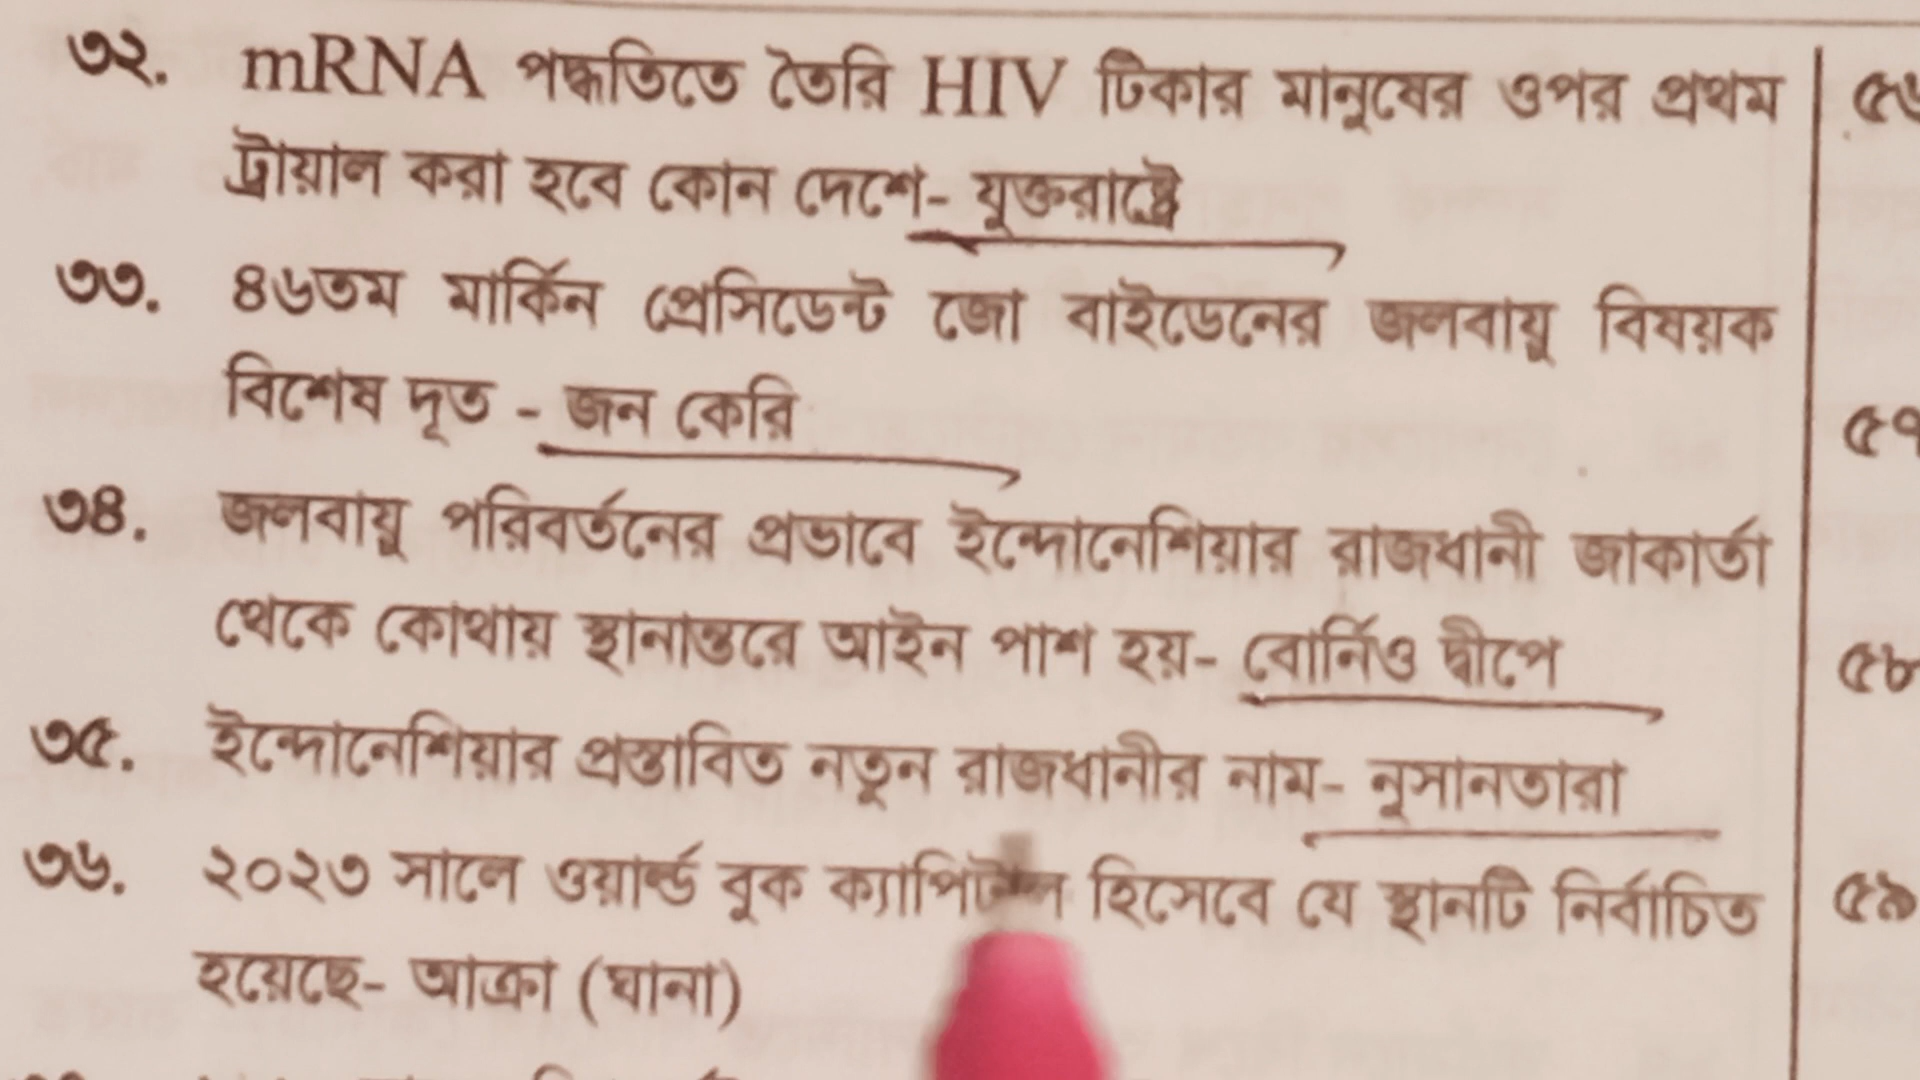 ৩২. mRNA পদ্ধতিতে তৈরি HIV টিকার মানুষের ওপর প্রথম
ট্রায়াল করা হবে কোন দেশে- যুক্তরাষ্ট্রে
৩৩. ৪৬তম মার্কিন প্রেসিডেন্ট জো বাইডেনের জলবায়ু বিষয়ক
বিশেষ দূত - জন কেরি
৩৪. জলবায়ু পরিবর্তনের প্রভাবে ইন্দোনেশিয়ার রাজধানী জাকার্তা
থেকে কোথায় স্থানান্তরে আইন পাশ হয়- বোর্নিও দ্বীপে
৩৫. ইন্দোনেশিয়ার প্রস্তাবিত নতুন রাজধানীর নাম- নুসানতারা
৩৬. ২০২৩ সালে ওয়ার্ল্ড বুক ক্যাপিটাল হিসেবে যে স্থানটি নির্বাচিত
হয়েছে- আক্রা (ঘানা)
৫৭
৫৮
৫৯